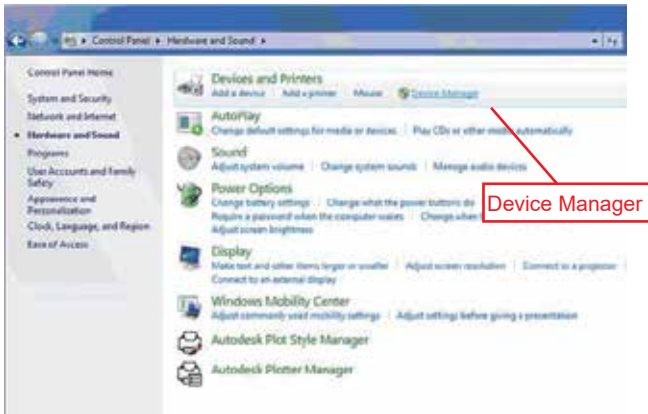 Control Panel ▸ Hardware and Sound ▸
Control Panel Home
System and Security
Network and Internet
Hardware and Sound
Programs
User Accounts and Family
Safety
Appearance and
Personalization
Clock, Language, and Region
Ease of Access
Devices and Printers
Add a device Add a printer Mouse Device Manager
AutoPlay
Change default settings for media or devices Play CDs or other media automatically
Sound
Adjust system volume Change system sounds Manage audio devices
Power Options
Change battery settings Change what the power buttons do
Require a password when the computer wakes Change when
Adjust screen brightness
Device Manager
Display
Make text and other items larger or smaller Adjust screen resolution Connect to a projector
Connect to an external display
Windows Mobility Center
Adjust commonly used mobility settings Adjust settings before giving a presentation
Autodesk Plot Style Manager
Autodesk Plotter Manager